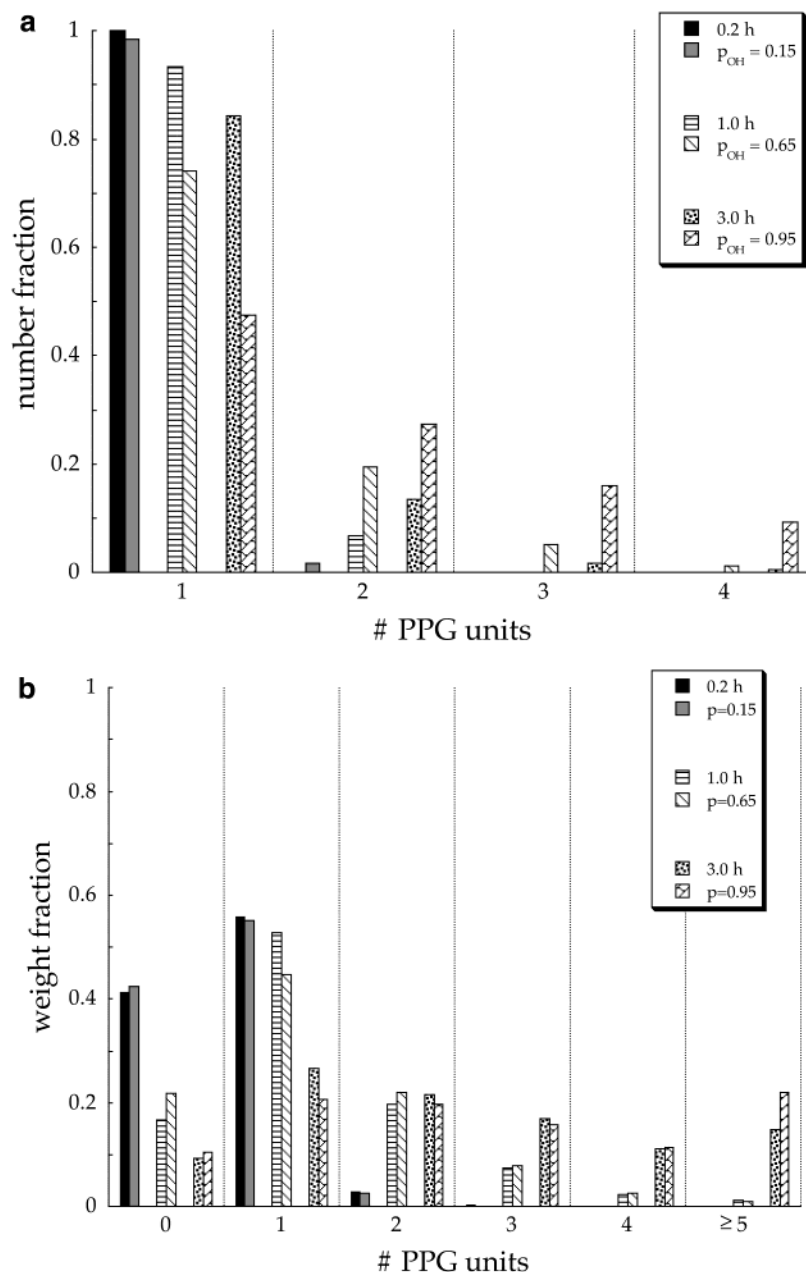 a
1
0.8
0.6
0.4
0.2
0
number fraction
1 2 3 4
# PPG units
0.2 h
p_OH = 0.15
1.0 h
p_OH = 0.65
3.0 h
p_OH = 0.95
b
1
0.8
0.6
0.4
0.2
0
weight fraction
0 1 2 3 4 ≥5
# PPG units
0.2 h
p=0.15
1.0 h
p=0.65
3.0 h
p=0.95